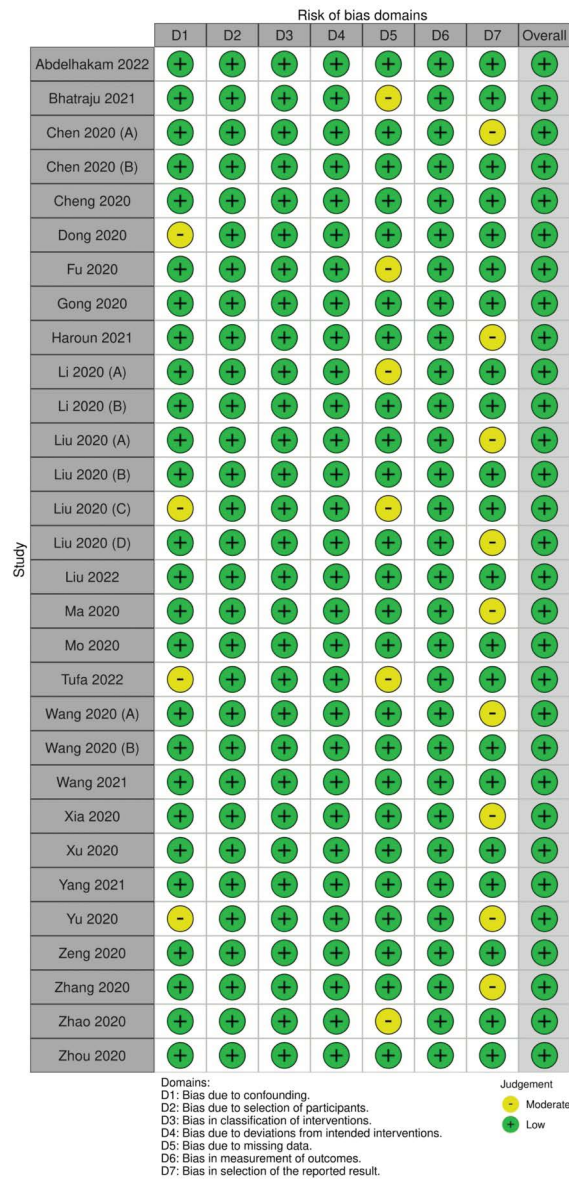 Risk of bias domains
D1 D2 D3 D4 D5 D6 D7 Overall
Study
Abdelhakam 2022 + + + + + + + +
Bhatraju 2021 + + + + - + + +
Chen 2020 (A) + + + + + + - +
Chen 2020 (B) + + + + + + + +
Cheng 2020 + + + + + + + +
Dong 2020 - + + + + + + +
Fu 2020 + + + + - + + +
Gong 2020 + + + + + + + +
Haroun 2021 + + + + + + - +
Li 2020 (A) + + + + - + + +
Li 2020 (B) + + + + + + + +
Liu 2020 (A) + + + + + + - +
Liu 2020 (B) + + + + + + + +
Liu 2020 (C) - + + + - + + +
Liu 2020 (D) + + + + + + - +
Liu 2022 + + + + + + + +
Ma 2020 + + + + + + - +
Mo 2020 + + + + + + + +
Tufa 2022 - + + + - + + +
Wang 2020 (A) + + + + + + - +
Wang 2020 (B) + + + + + + + +
Wang 2021 + + + + + + + +
Xia 2020 + + + + + + - +
Xu 2020 + + + + + + + +
Yang 2021 + + + + + + + +
Yu 2020 - + + + + + - +
Zeng 2020 + + + + + + + +
Zhang 2020 + + + + + + - +
Zhao 2020 + + + + - + + +
Zhou 2020 + + + + + + + +
Domains:
D1: Bias due to confounding.
D2: Bias due to selection of participants.
D3: Bias in classification of interventions.
D4: Bias due to deviations from intended interventions.
D5: Bias due to missing data.
D6: Bias in measurement of outcomes.
D7: Bias in selection of the reported result.
Judgement
- Moderate
+ Low